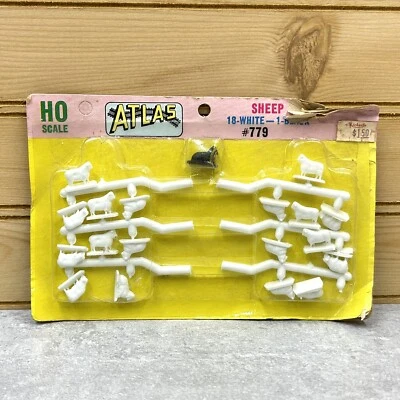 HO
SCALE
ATLAS
SHEEP
18-WHITE—1-BLACK
#779
$1.50